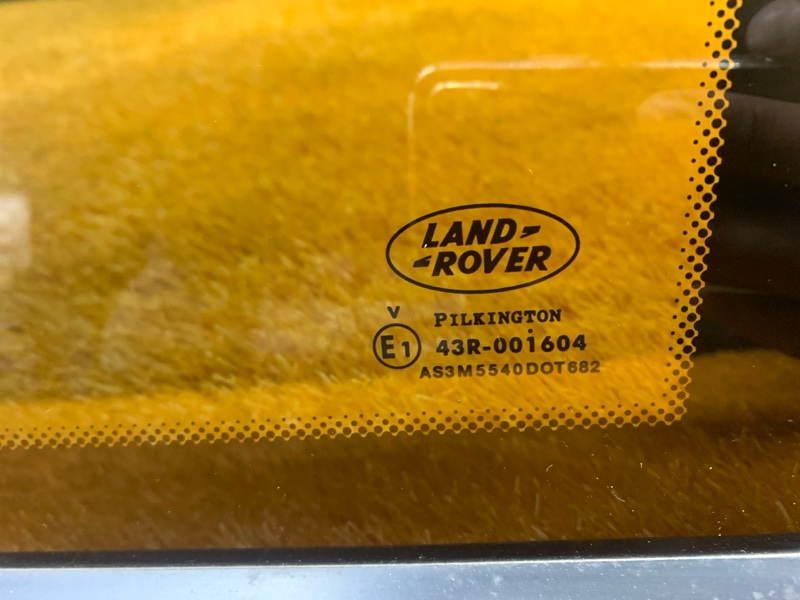 LAND-
-ROVER
V
PILKINGTON
E1 43R-001604
AS3M5540DOT682